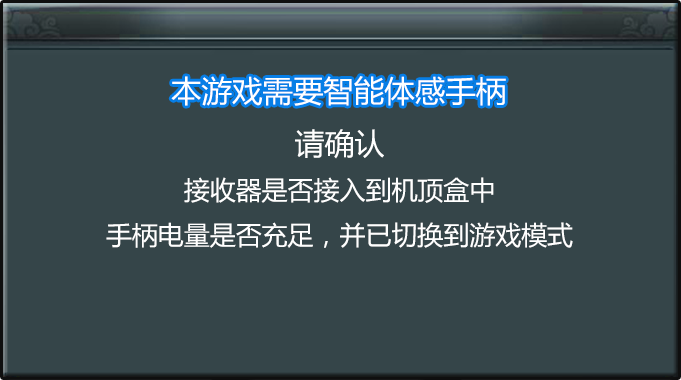 本游戏需要智能体感手柄
请确认
接收器是否接入到机顶盒中
手柄电量是否充足，并已切换到游戏模式